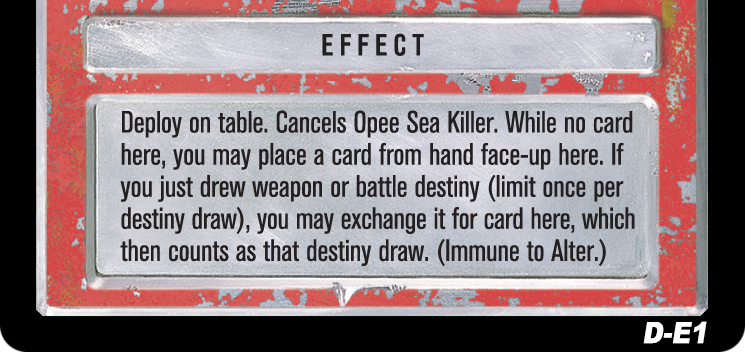 EFFECT
Deploy on table. Cancels Opee Sea Killer. While no card
here, you may place a card from hand face-up here. If
you just drew weapon or battle destiny (limit once per
destiny draw), you may exchange it for card here, which
then counts as that destiny draw. (Immune to Alter.)
D-E1